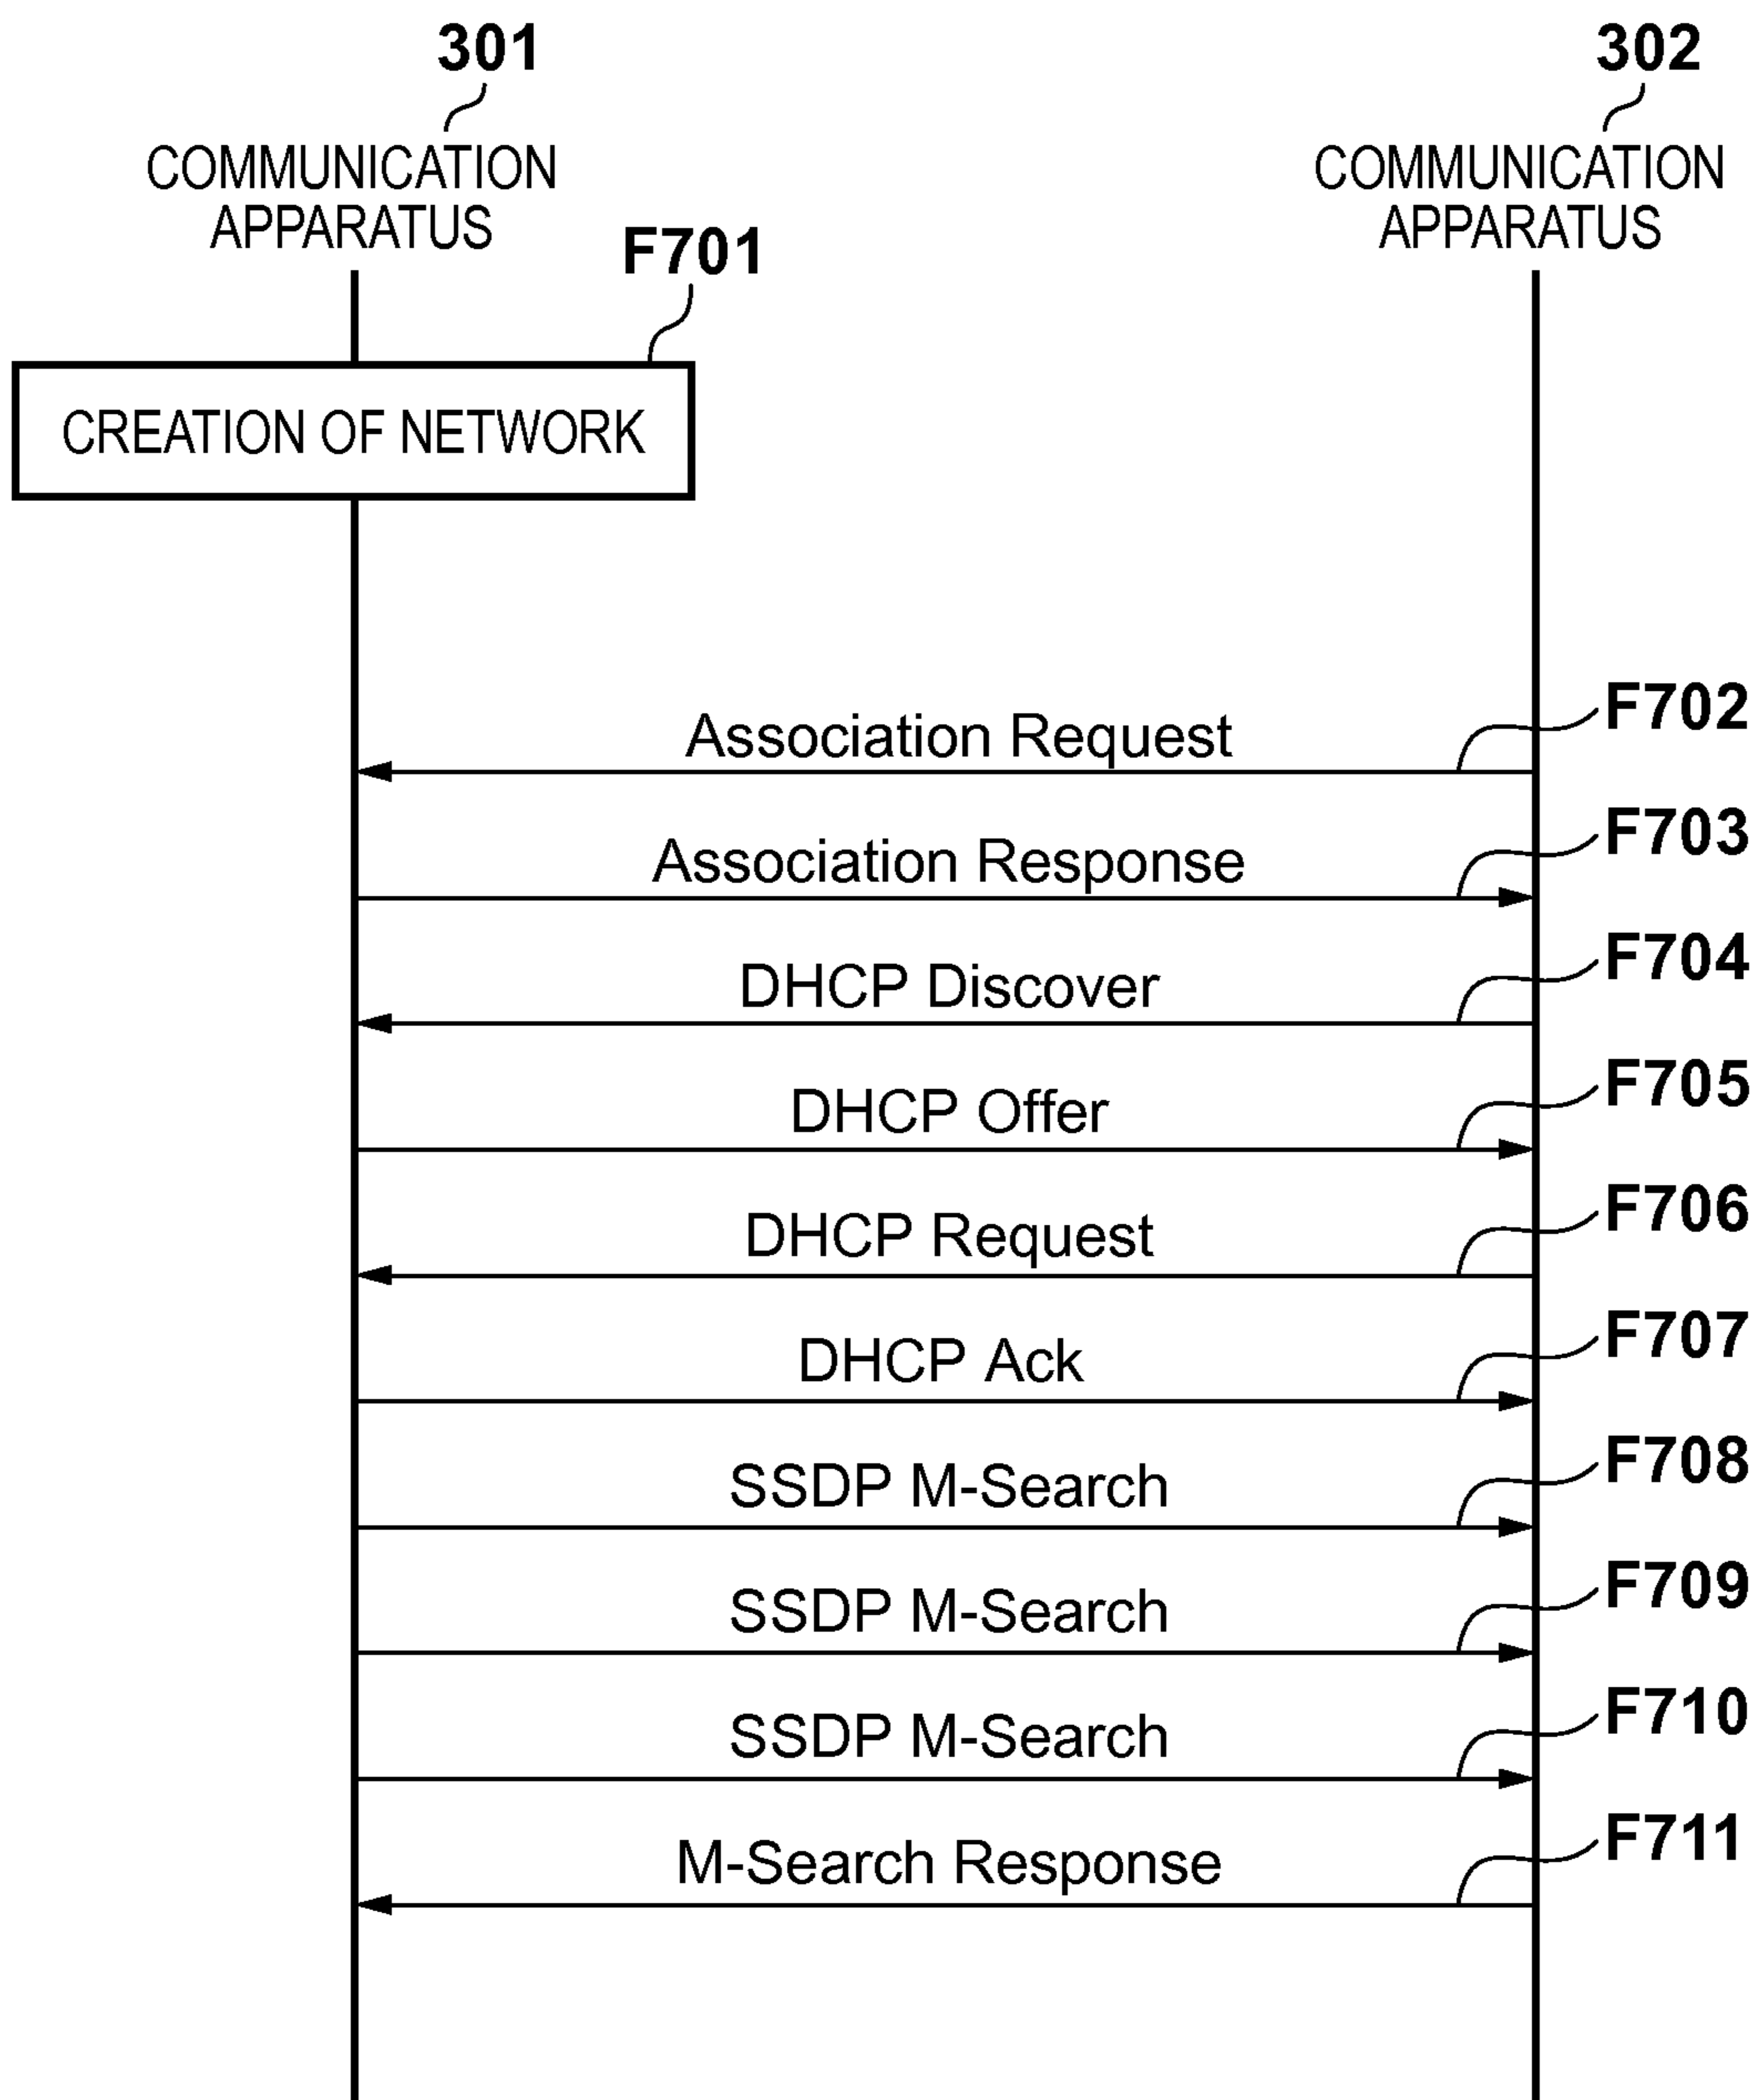 301
302
COMMUNICATION
APPARATUS
COMMUNICATION
APPARATUS
F701
CREATION OF NETWORK
Association Request
F702
Association Response
F703
DHCP Discover
F704
DHCP Offer
F705
DHCP Request
F706
DHCP Ack
F707
SSDP M-Search
F708
SSDP M-Search
F709
SSDP M-Search
F710
M-Search Response
F711